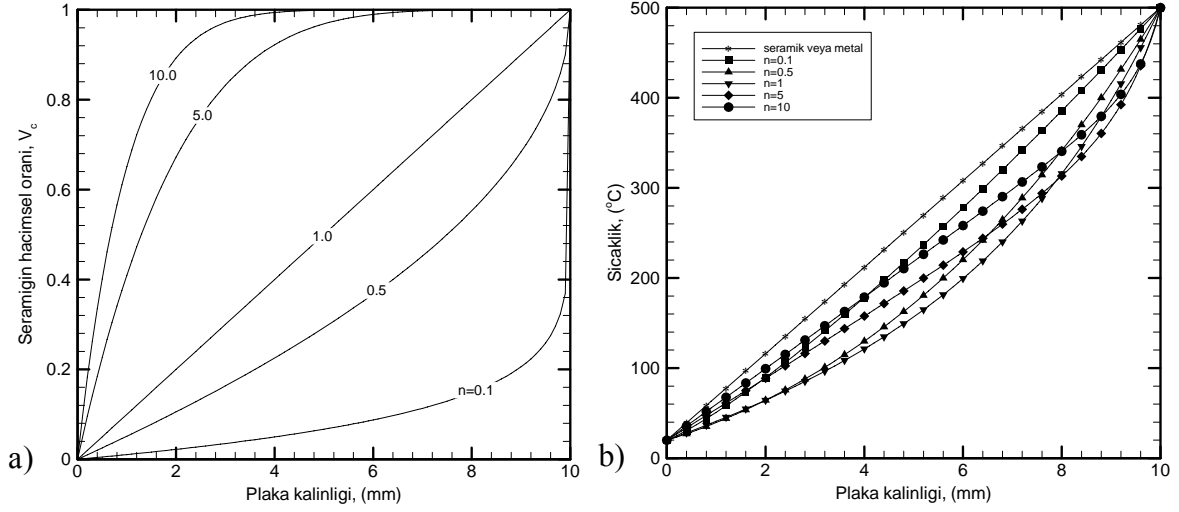 1
0.8
0.6
0.4
0.2
0
Seramigin hacimsel orani, V_c
10.0
5.0
1.0
0.5
n=0.1
0 2 4 6 8 10
Plaka kalinligi, (mm)
a)
500
400
300
200
100
0
Sicaklik, (°C)
seramik veya metal
n=0.1
n=0.5
n=1
n=5
n=10
0 2 4 6 8 10
Plaka kalinligi, (mm)
b)